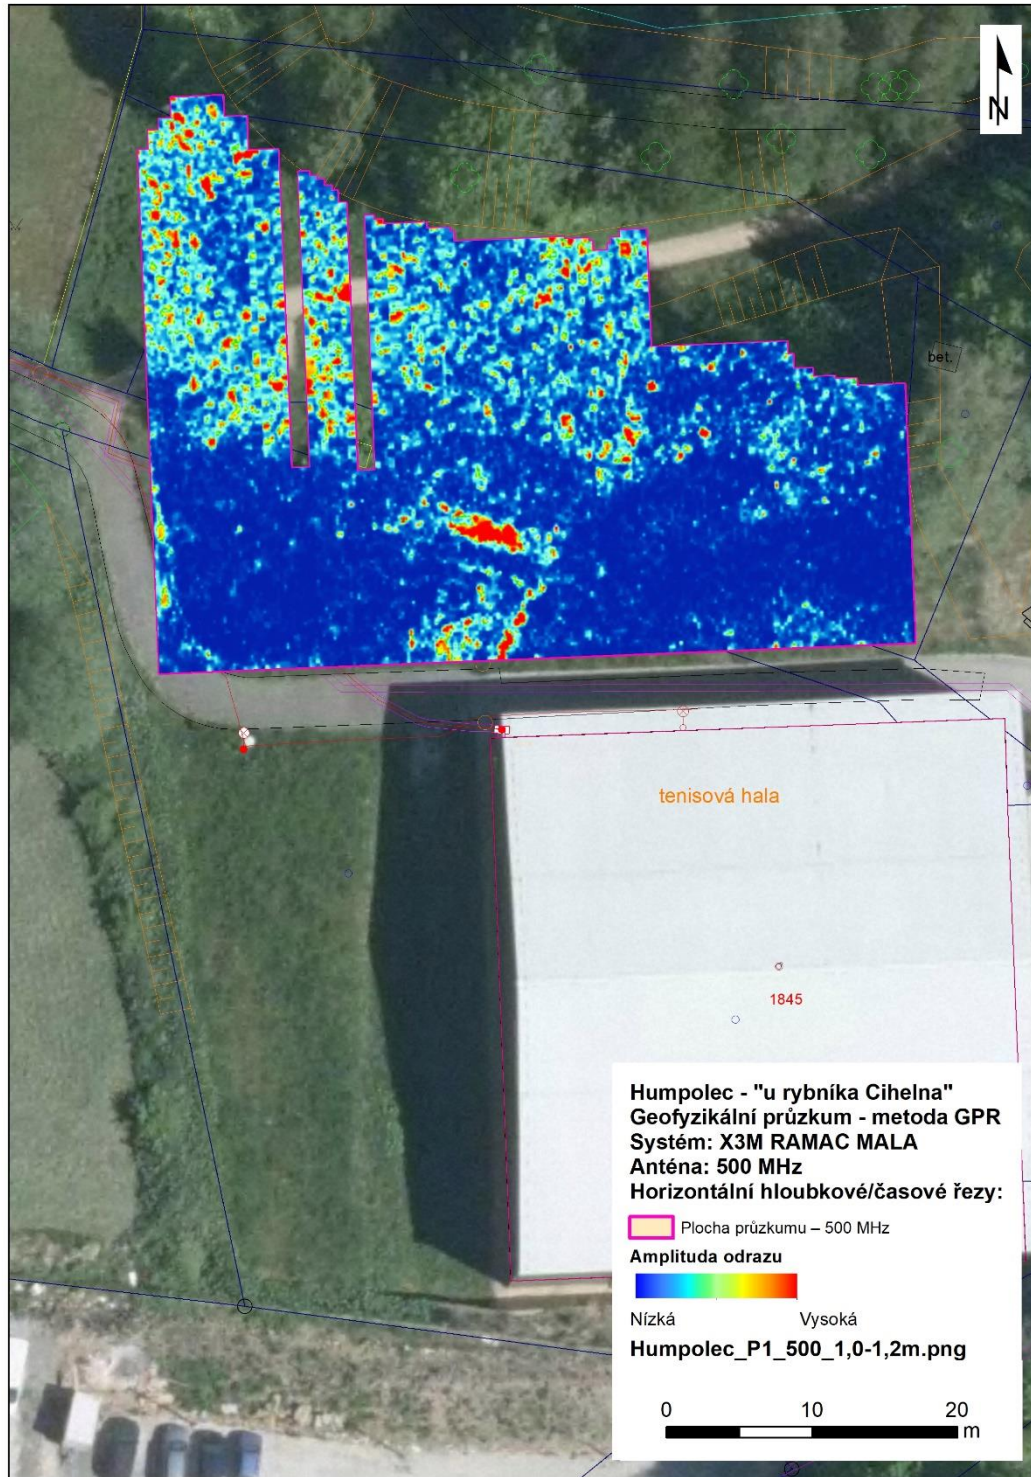 N
bet.
tenisová hala
1845
Humpolec - "u rybníka Cihelna"
Geofyzikální průzkum - metoda GPR
Systém: X3M RAMAC MALA
Anténa: 500 MHz
Horizontální hloubkové/časové řezy:
Plocha průzkumu – 500 MHz
Amplituda odrazu
Nízká Vysoká
Humpolec_P1_500_1,0-1,2m.png
0 10 20
m